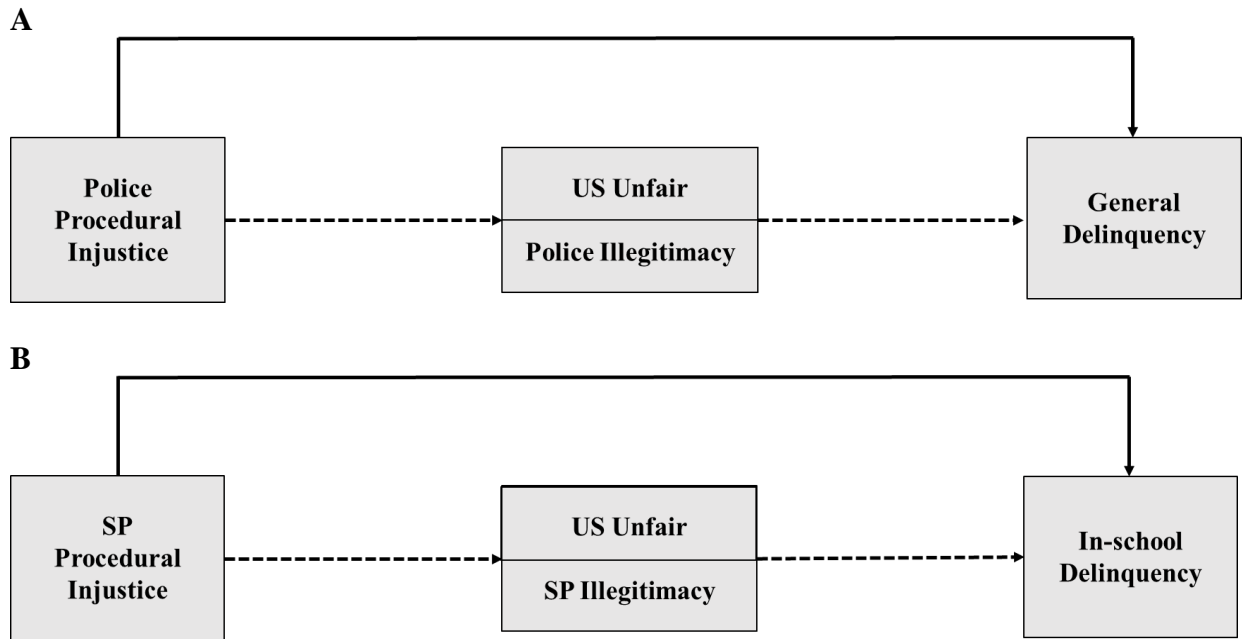 A
Police
Procedural
Injustice
US Unfair
Police Illegitimacy
General
Delinquency
B
SP
Procedural
Injustice
US Unfair
SP Illegitimacy
In-school
Delinquency